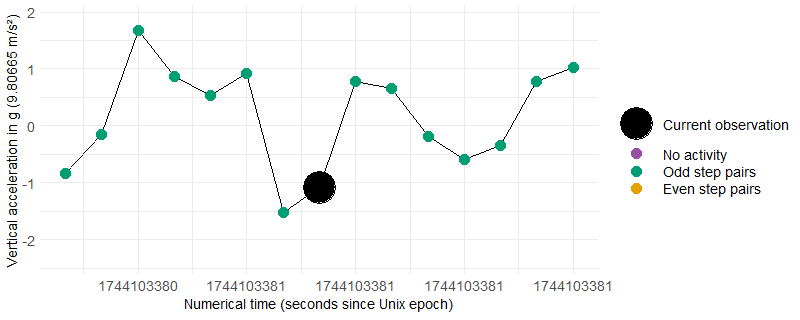 Vertical acceleration in g (9.80665 m/s²)
2
1
0
-1
-2
1744103380 1744103381 1744103381 1744103381 1744103381
Numerical time (seconds since Unix epoch)
Current observation
No activity
Odd step pairs
Even step pairs